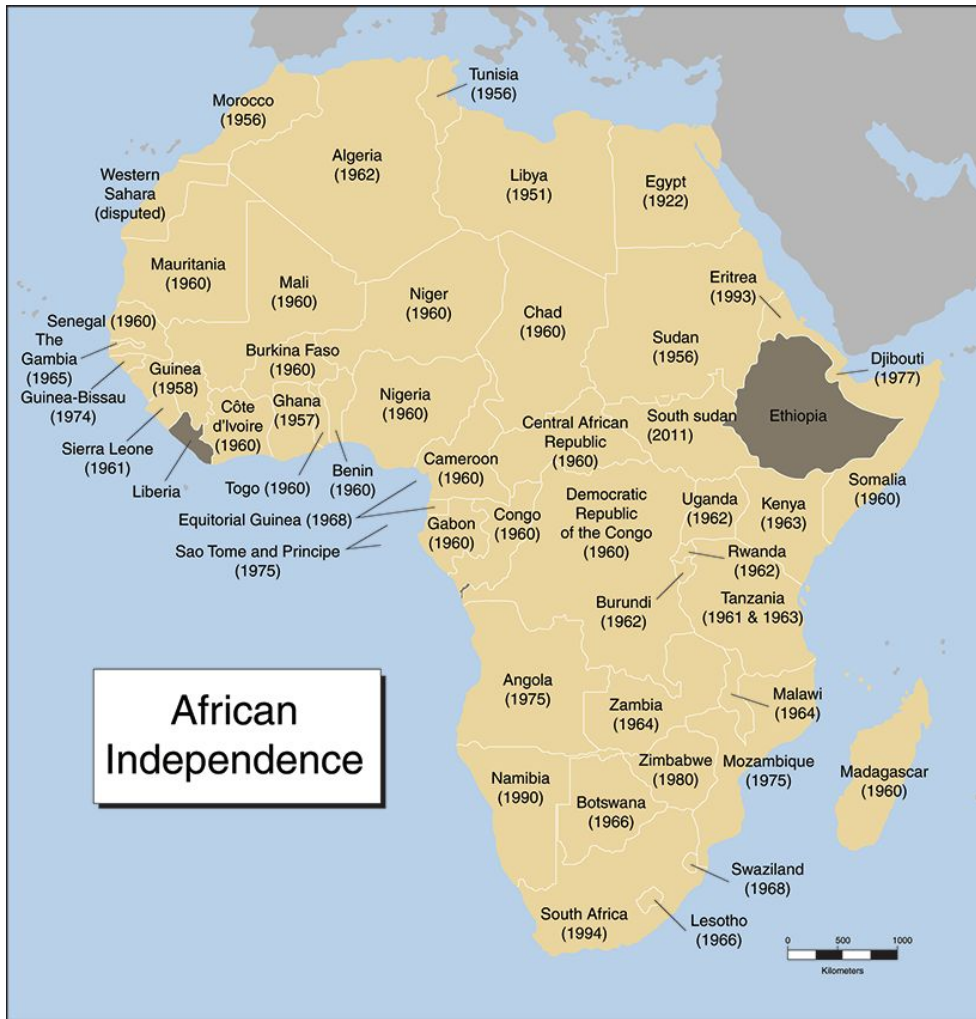 Tunisia
(1956)
Morocco
(1956)
Algeria
(1962)
Libya
(1951)
Egypt
(1922)
Western
Sahara
(disputed)
Mauritania
(1960)
Mali
(1960)
Niger
(1960)
Chad
(1960)
Eritrea
(1993)
Sudan
(1956)
Senegal (1960)
The
Gambia
(1965)
Guinea-Bissau
(1974)
Guinea
(1958)
Burkina Faso
(1960)
Djibouti
(1977)
Côte
d'Ivoire
(1960)
Ghana
(1957)
Nigeria
(1960)
Central African
Republic
(1960)
South sudan
(2011)
Ethiopia
Sierra Leone
(1961)
Liberia
Togo (1960)
Benin
(1960)
Cameroon
(1960)
Somalia
(1960)
Equitorial Guinea (1968)
Sao Tome and Principe
(1975)
Gabon
(1960)
Congo
(1960)
Democratic
Republic
of the Congo
(1960)
Uganda
(1962)
Kenya
(1963)
Rwanda
(1962)
Burundi
(1962)
Tanzania
(1961 & 1963)
Angola
(1975)
Zambia
(1964)
Malawi
(1964)
African
Independence
Namibia
(1990)
Botswana
(1966)
Zimbabwe
(1980)
Mozambique
(1975)
Madagascar
(1960)
Swaziland
(1968)
South Africa
(1994)
Lesotho
(1966)
0 500 1000
Kilometers